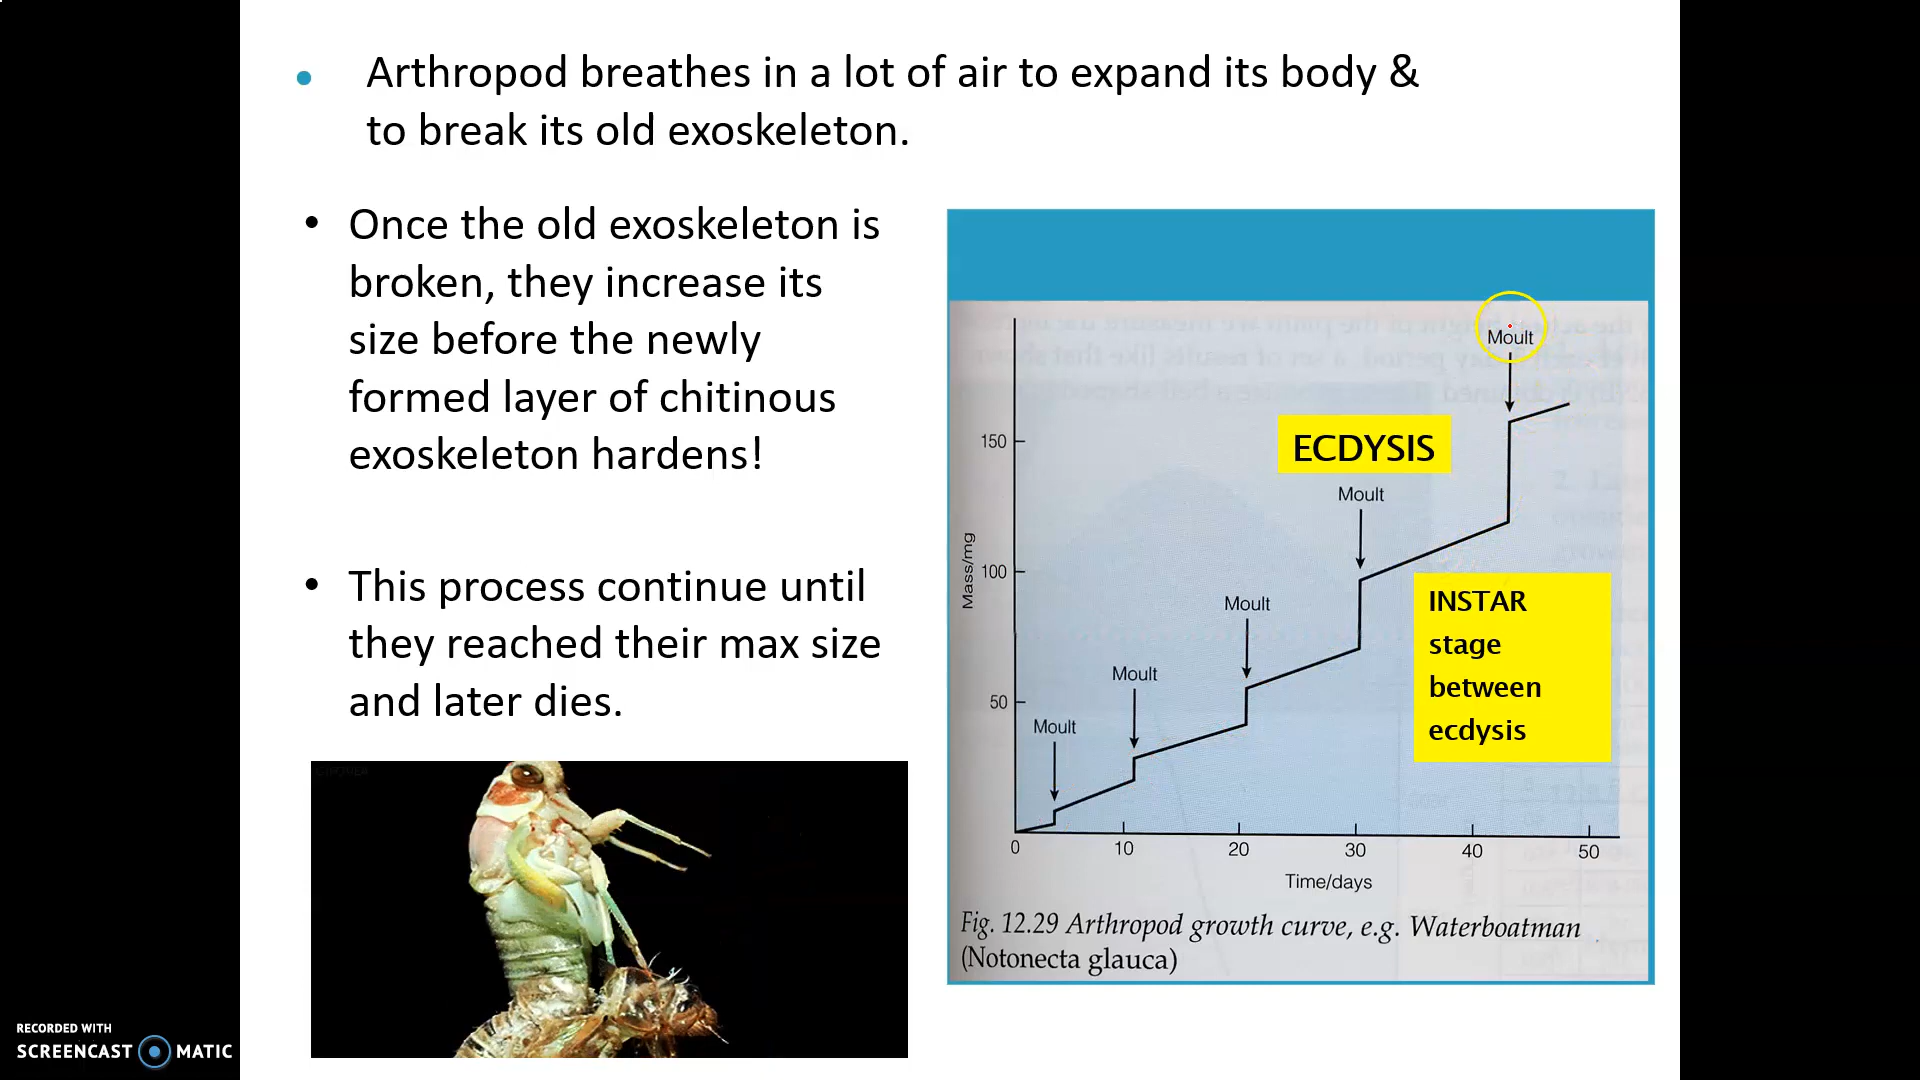 Arthropod breathes in a lot of air to expand its body &
to break its old exoskeleton.
Once the old exoskeleton is
broken, they increase its
size before the newly
formed layer of chitinous
exoskeleton hardens!
This process continue until
they reached their max size
and later dies.
Moult
ECDYSIS
Moult
Moult
Moult
Moult
INSTAR
stage
between
ecdysis
Mass/mg
150
100
50
0 10 20 30 40 50
Time/days
Fig. 12.29 Arthropod growth curve, e.g. Waterboatman
(Notonecta glauca)
RECORDED WITH
SCREENCAST MATIC